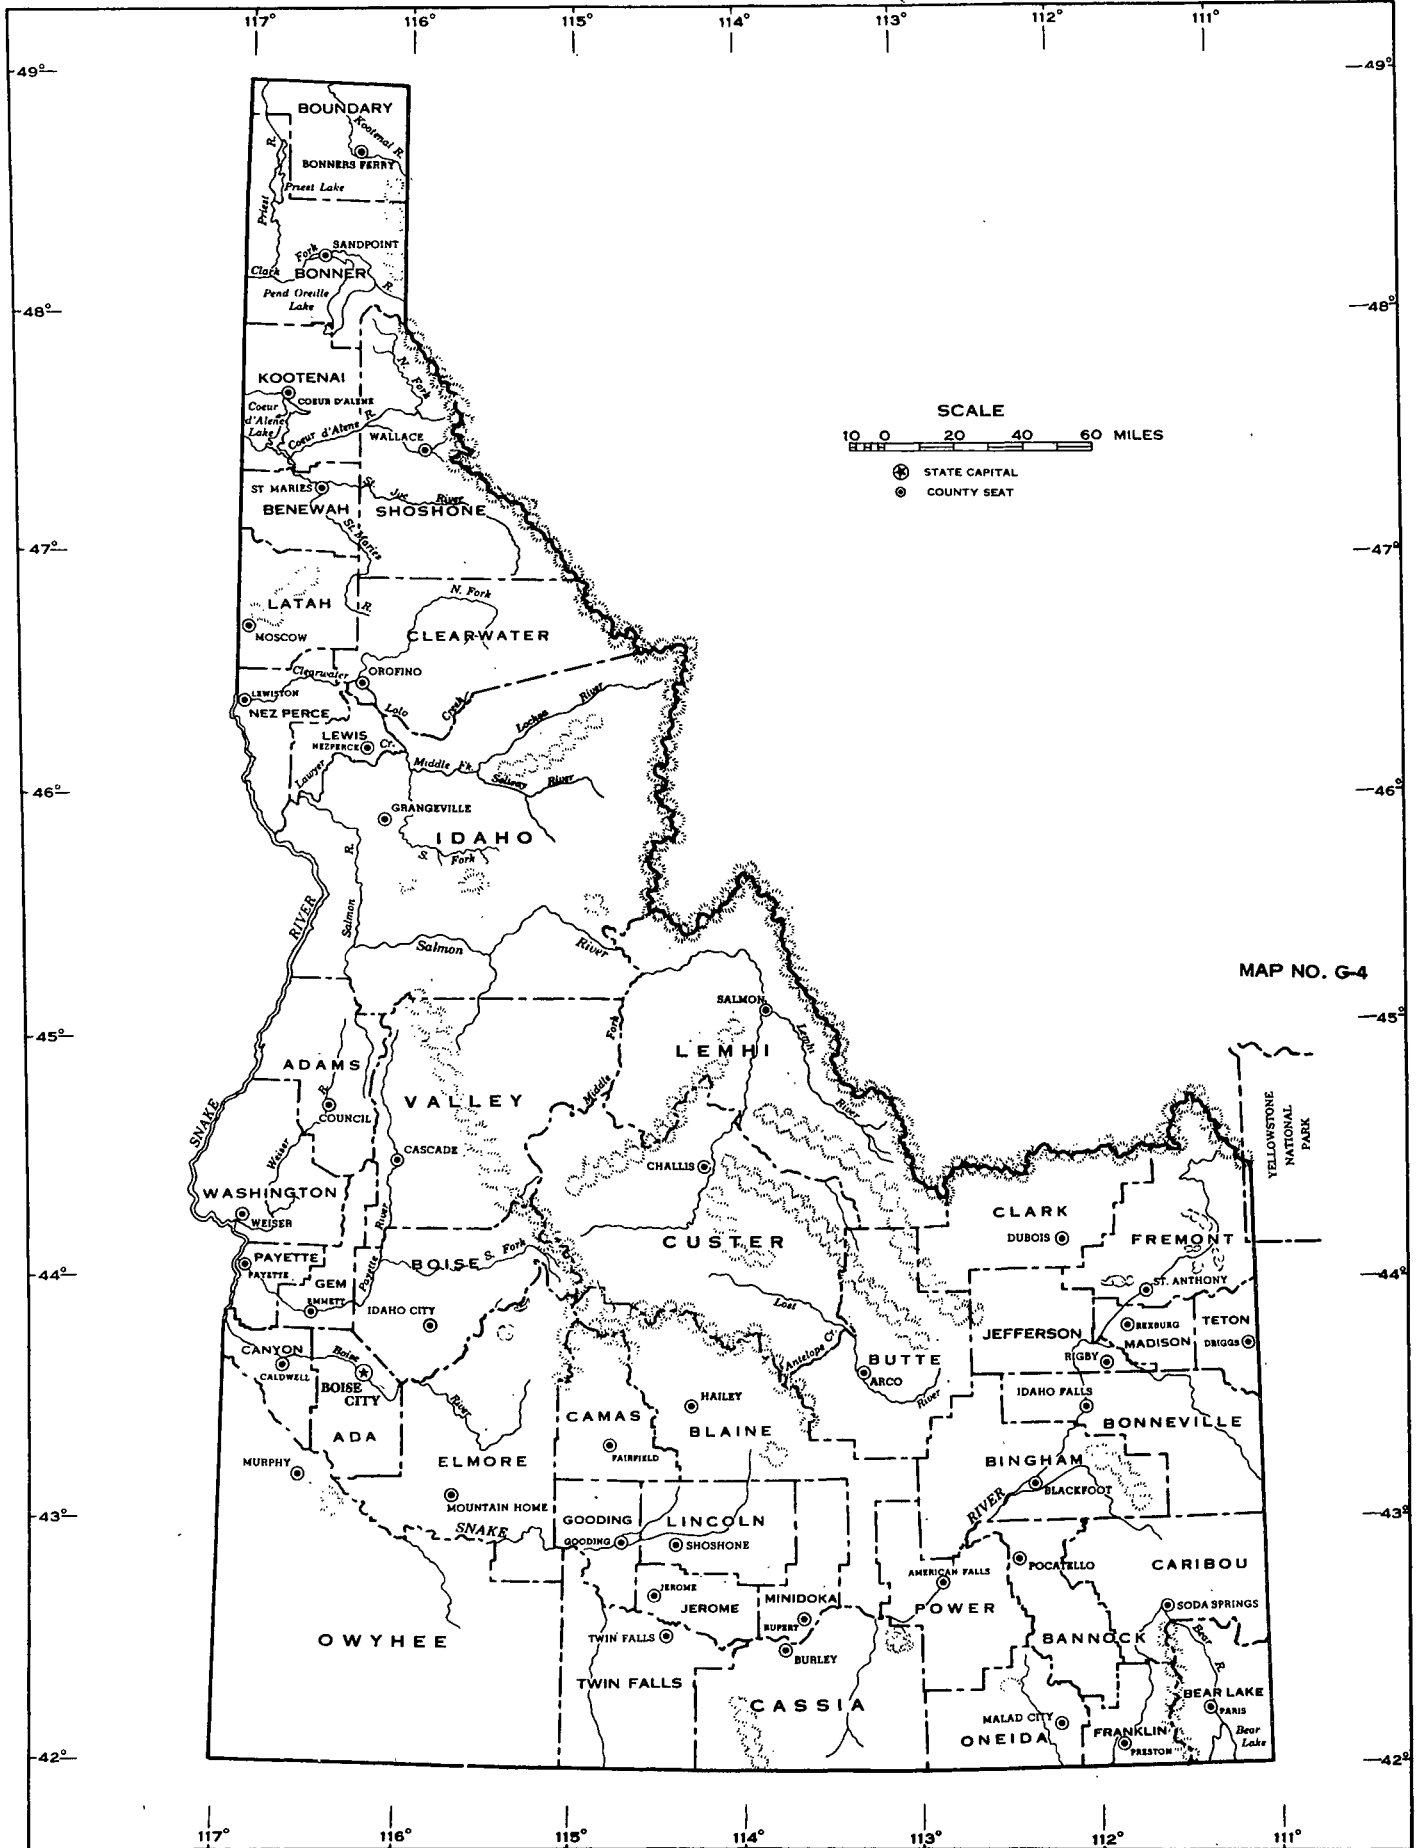 117° 116° 115° 114° 113° 112° 111°
49° 49°
BOUNDARY
Kootenai R.
BONNERS FERRY
Priest R.
Priest Lake
SANDPOINT
Clark Fork R.
BONNER
Pend Oreille
Lake
48° 48°
N. Fork
KOOTENAI
COEUR D'ALENE
Coeur
d'Alene
Lake
Coeur d'Alene R.
WALLACE
SCALE
10 0 20 40 60 MILES
STATE CAPITAL
COUNTY SEAT
ST MARIES
St. Joe River
BENEWAH
SHOSHONE
St. Maries R.
47° 47°
N. Fork
LATAH
CLEARWATER
MOSCOW
Clearwater
OROFINO
LEWISTON
NEZ PERCE
Lolo Creek
Lochsa River
LEWIS
NEZPERCE
Lawyer Cr.
Middle Fk.
Selway River
46° 46°
GRANGEVILLE
IDAHO
S. Fork
Salmon R.
RIVER
Salmon River
MAP NO. G-4
SALMON
45° 45°
Middle Fork
Lemhi River
LEMHI
ADAMS
VALLEY
SNAKE
R.
COUNCIL
YELLOWSTONE
NATIONAL
PARK
Weiser
CASCADE
CHALLIS
WASHINGTON
WEISER
CLARK
DUBOIS
FREMONT
CUSTER
PAYETTE
PAYETTE
GEM
EMMETT
Payette River
BOISE
S. Fork
44° 44°
ST. ANTHONY
IDAHO CITY
Lost River
Antelope C.
JEFFERSON
REXBURG
MADISON
TETON
DRIGGS
RIGBY
CANYON
CALDWELL
Boise River
BOISE
CITY
BUTTE
ARCO
IDAHO FALLS
BONNEVILLE
HAILEY
CAMAS
BLAINE
FAIRFIELD
ADA
MURPHY
ELMORE
MOUNTAIN HOME
BINGHAM
BLACKFOOT
RIVER
43° 43°
SNAKE
GOODING
GOODING
LINCOLN
SHOSHONE
POCATELLO
CARIBOU
AMERICAN FALLS
JEROME
JEROME
MINIDOKA
RUPERT
POWER
SODA SPRINGS
OWYHEE
TWIN FALLS
BURLEY
BANNOCK
Bear R.
TWIN FALLS
CASSIA
MALAD CITY
ONEIDA
FRANKLIN
PRESTON
BEAR LAKE
PARIS
Bear
Lake
42° 42°
117° 116° 115° 114° 113° 112° 111°